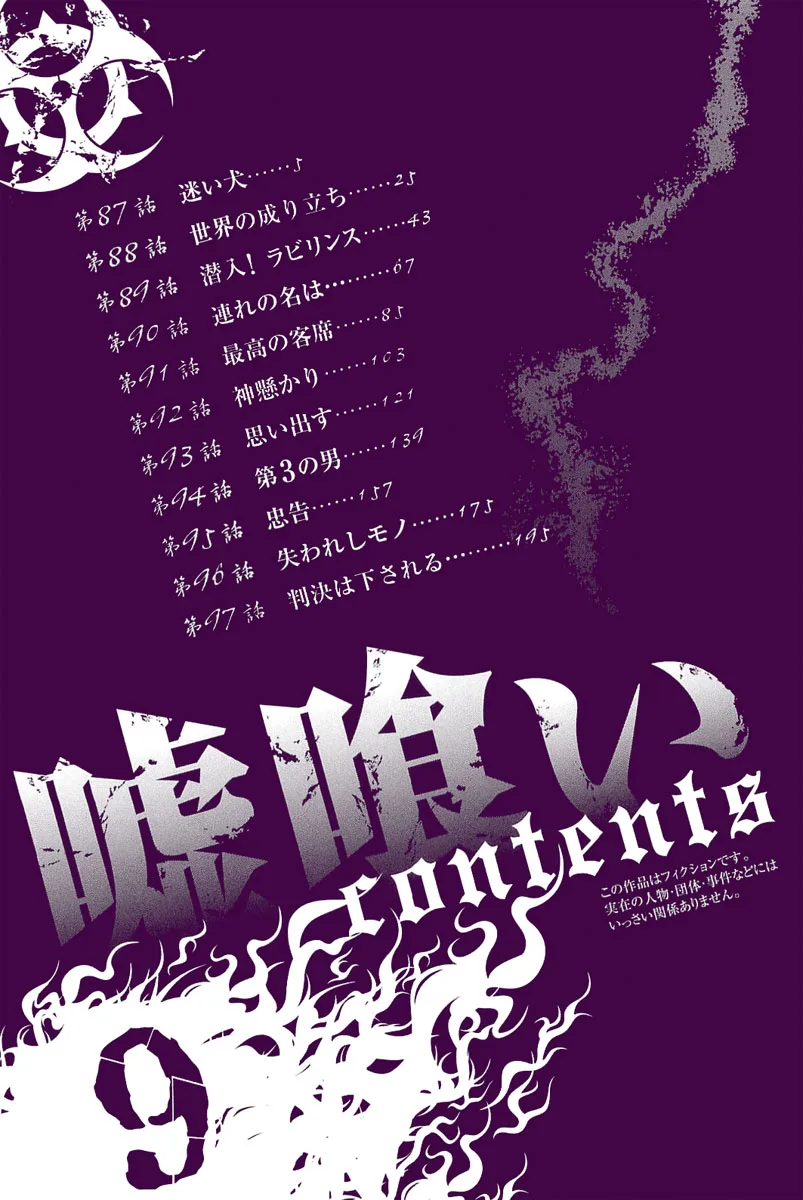 第87話 迷い犬……5
第88話 世界の成り立ち……25
第89話 潜入! ラビリンス……43
第90話 連れの名は…………67
第91話 最高の客席……85
第92話 神懸かり……103
第93話 思い出す……121
第94話 第3の男……139
第95話 忠告……157
第96話 失われしモノ……175
第97話 判決は下される…………195
嘘喰い
contents
この作品はフィクションです。
実在の人物・団体・事件などには
いっさい関係ありません。
9